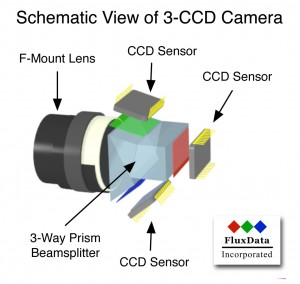 Schematic View of 3-CCD Camera
F-Mount Lens
CCD Sensor
CCD Sensor
3-Way Prism
Beamsplitter
CCD Sensor
FluxData
Incorporated